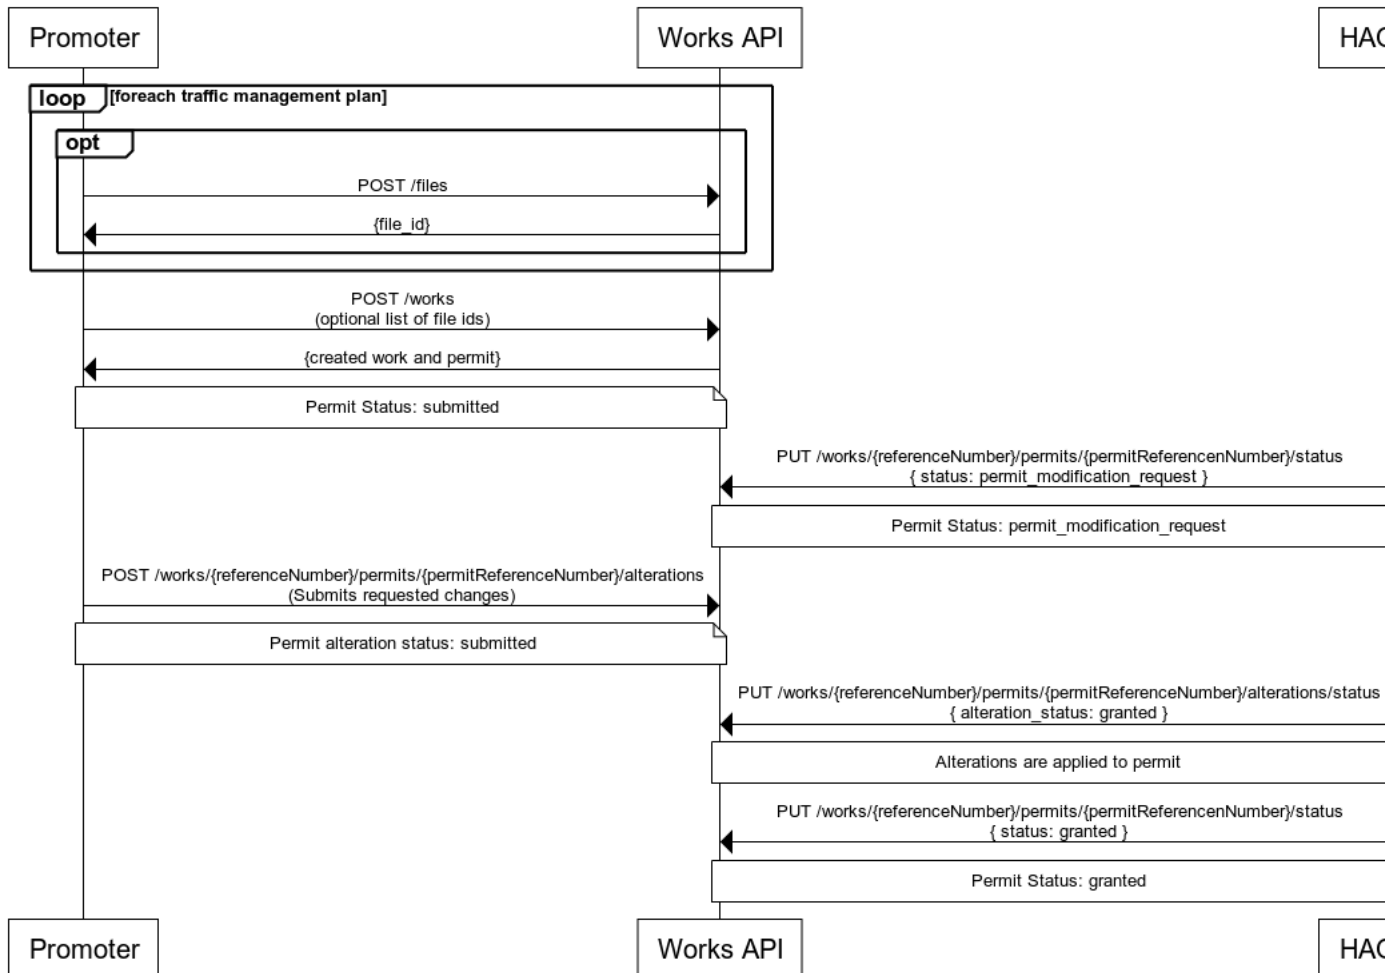 Promoter
Works API
HAC
loop [foreach traffic management plan]
opt
POST /files
{file_id}
POST /works
(optional list of file ids)
{created work and permit}
Permit Status: submitted
PUT /works/{referenceNumber}/permits/{permitReferencenNumber}/status
{ status: permit_modification_request }
Permit Status: permit_modification_request
POST /works/{referenceNumber}/permits/{permitReferenceNumber}/alterations
(Submits requested changes)
Permit alteration status: submitted
PUT /works/{referenceNumber}/permits/{permitReferenceNumber}/alterations/status
{ alteration_status: granted }
Alterations are applied to permit
PUT /works/{referenceNumber}/permits/{permitReferencenNumber}/status
{ status: granted }
Permit Status: granted
Promoter
Works API
HAC